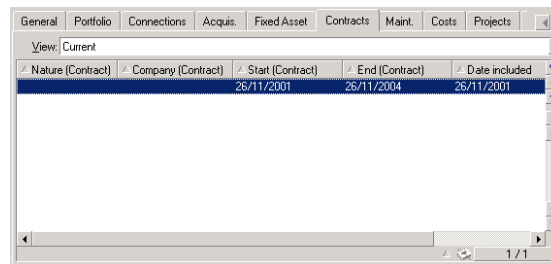 General Portfolio Connections Acquis. Fixed Asset Contracts Maint. Costs Projects
View: Current
Nature (Contract) Company (Contract) Start (Contract) End (Contract) Date included
26/11/2001 26/11/2004 26/11/2001
1 / 1